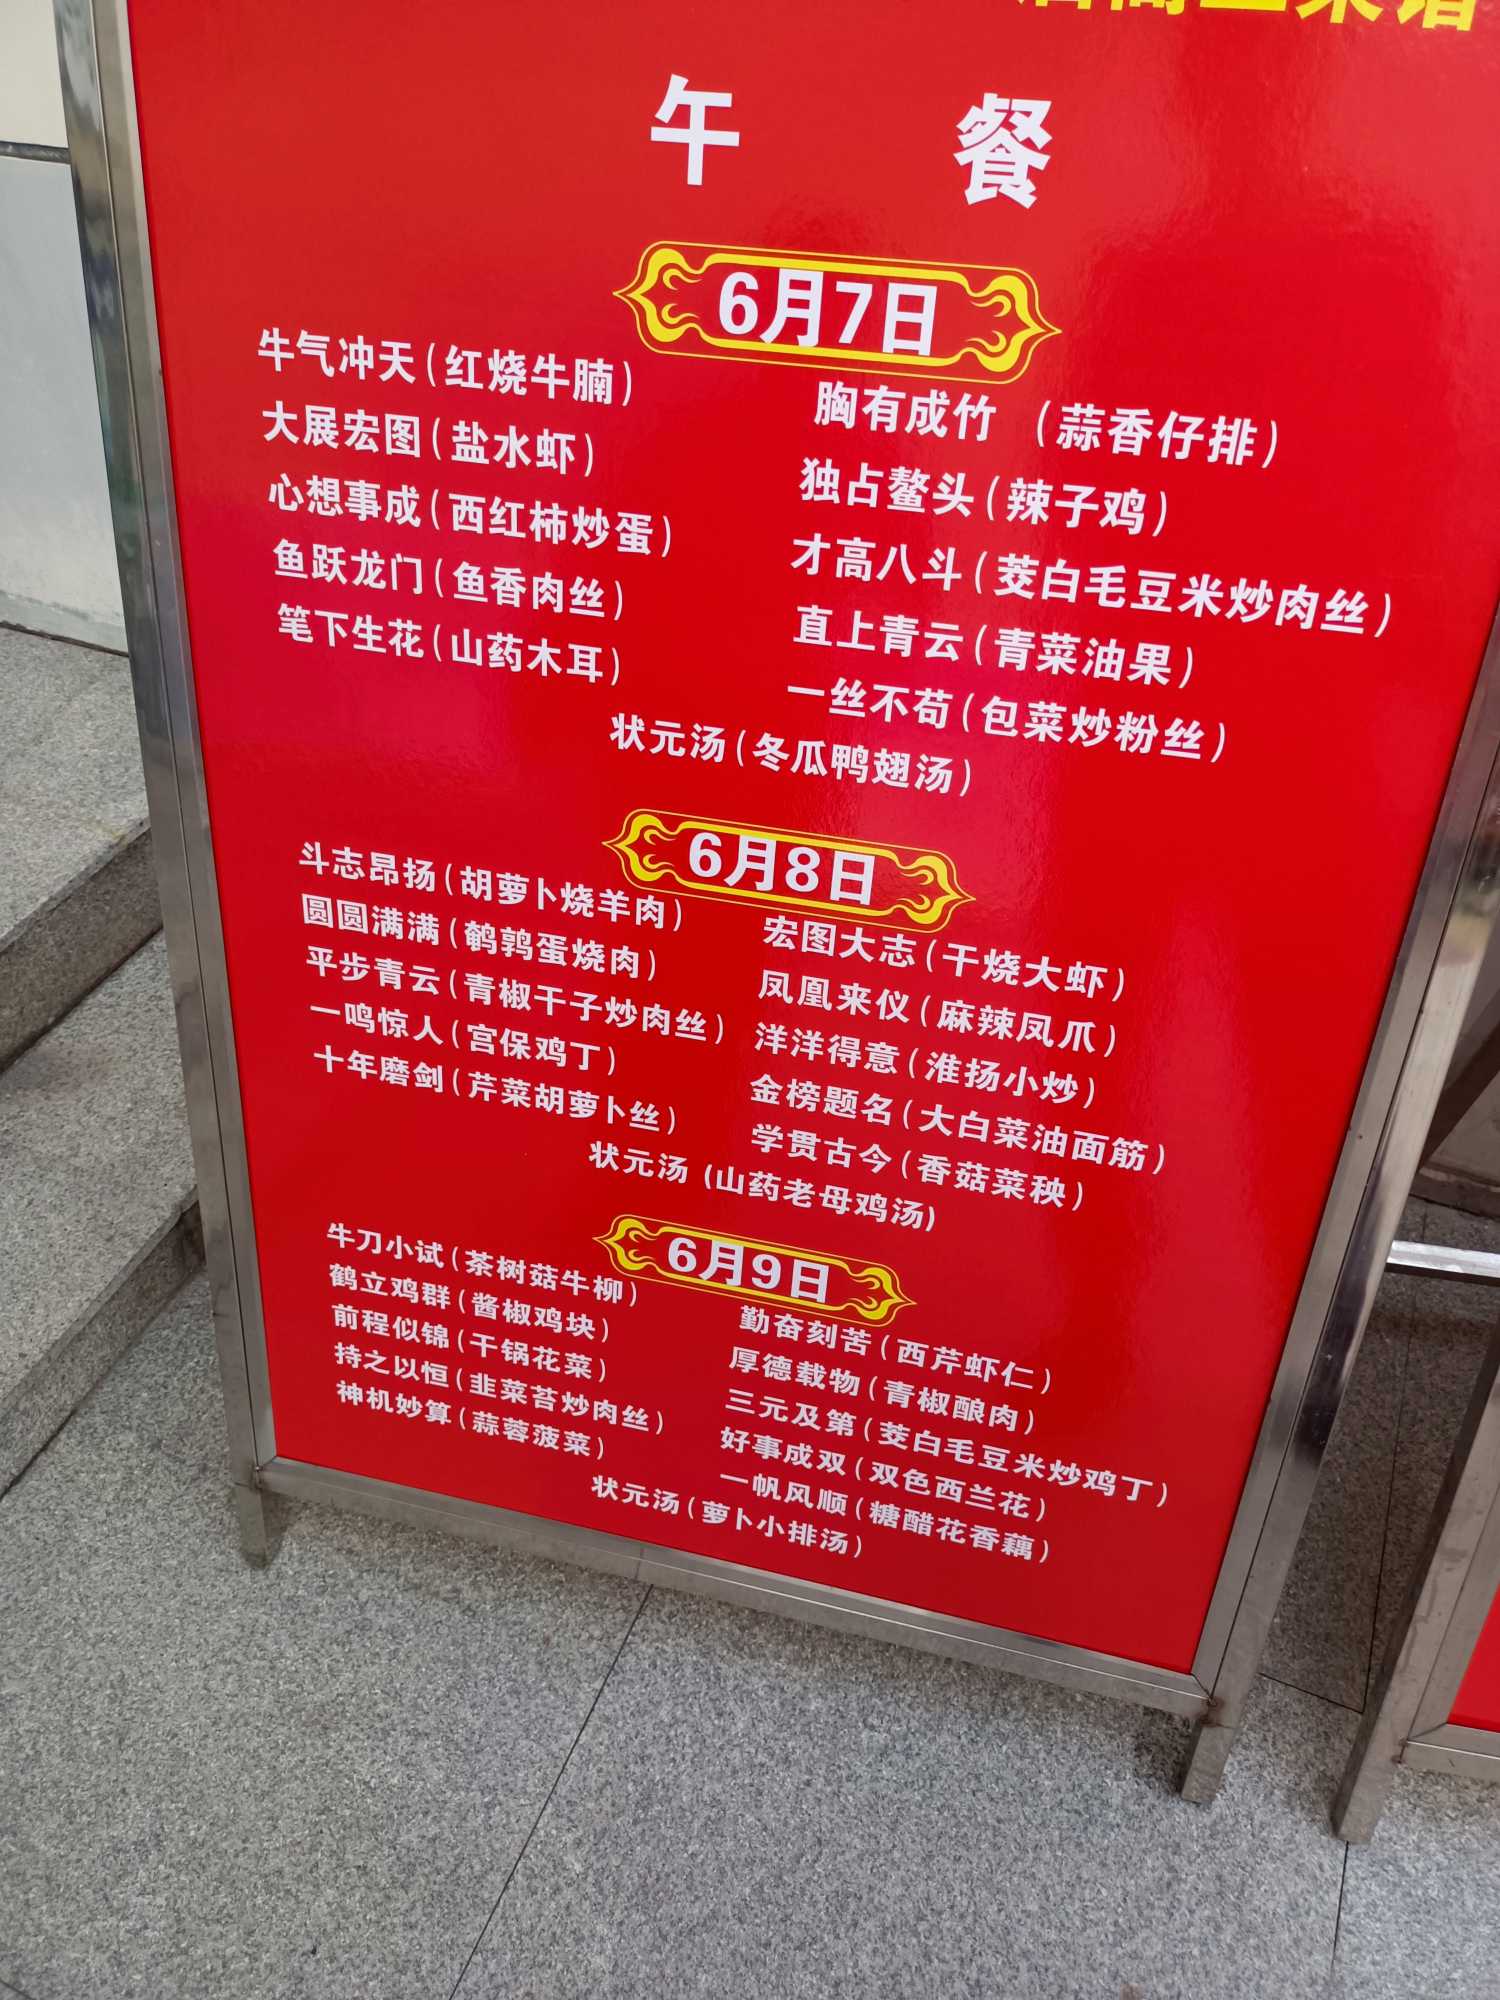 午 餐
6月7日
牛气冲天(红烧牛腩)
大展宏图(盐水虾)
心想事成(西红柿炒蛋)
鱼跃龙门(鱼香肉丝)
笔下生花(山药木耳)
胸有成竹 (蒜香仔排)
独占鳌头(辣子鸡)
才高八斗(茭白毛豆米炒肉丝)
直上青云(青菜油果)
一丝不苟(包菜炒粉丝)
状元汤(冬瓜鸭翅汤)
6月8日
斗志昂扬(胡萝卜烧羊肉)
圆圆满满(鹌鹑蛋烧肉)
平步青云(青椒干子炒肉丝)
一鸣惊人(宫保鸡丁)
十年磨剑(芹菜胡萝卜丝)
宏图大志(干烧大虾)
凤凰来仪(麻辣凤爪)
洋洋得意(淮扬小炒)
金榜题名(大白菜油面筋)
学贯古今(香菇菜秧)
状元汤 (山药老母鸡汤)
6月9日
牛刀小试(茶树菇牛柳)
鹤立鸡群(酱椒鸡块)
前程似锦(干锅花菜)
持之以恒(韭菜苔炒肉丝)
神机妙算(蒜蓉菠菜)
勤奋刻苦(西芹虾仁)
厚德载物(青椒酿肉)
三元及第(茭白毛豆米炒鸡丁)
好事成双(双色西兰花)
一帆风顺(糖醋花香藕)
状元汤(萝卜小排汤)